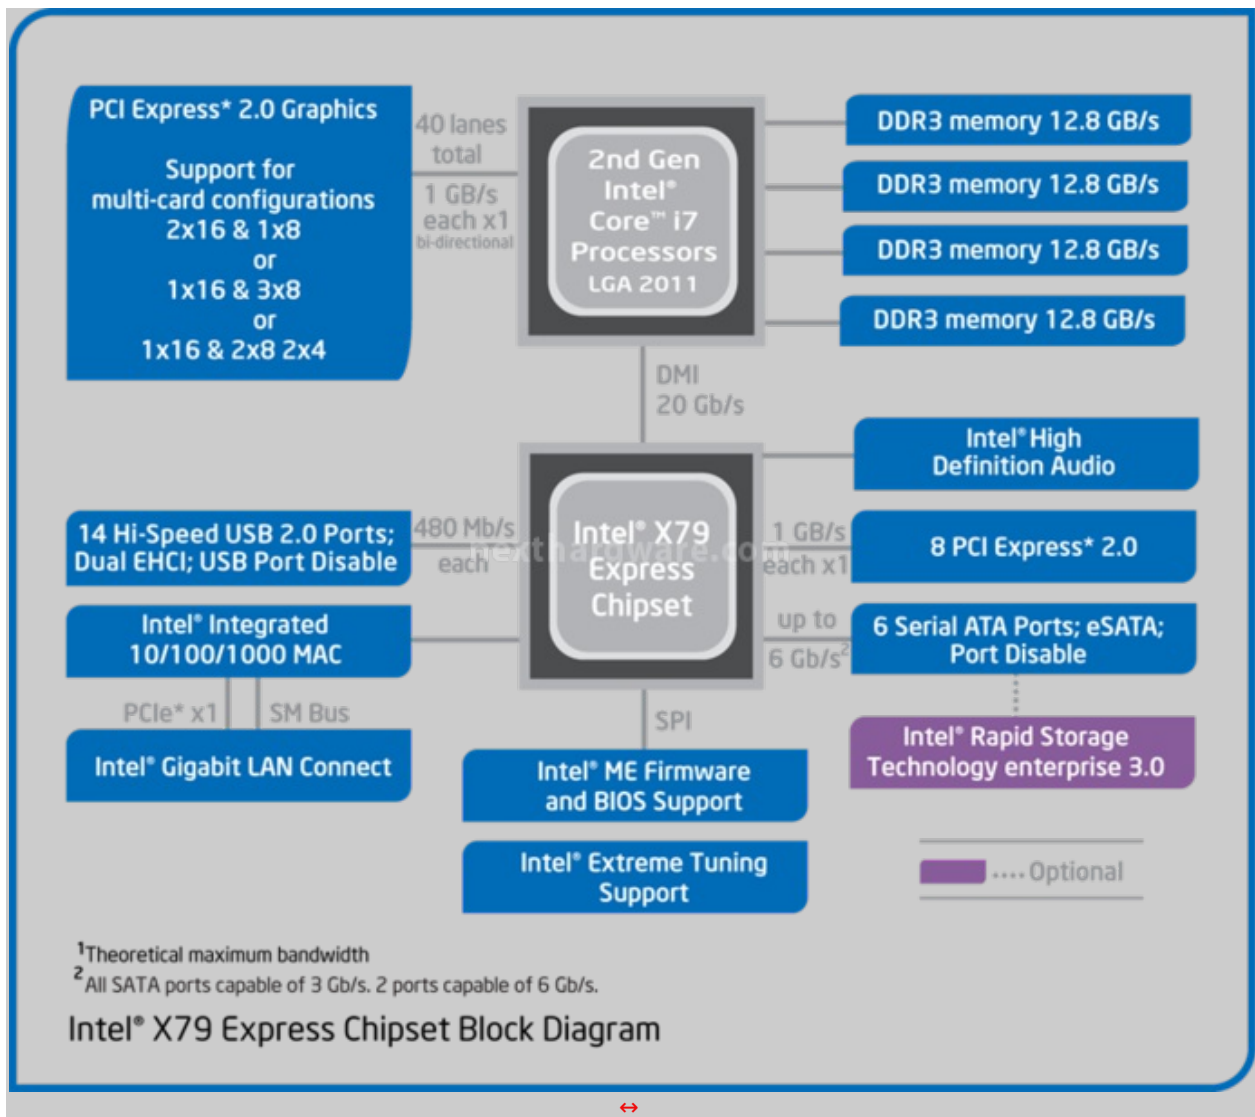 PCI Express* 2.0 Graphics
Support for
multi-card configurations
2x16 & 1x8
or
1x16 & 3x8
or
1x16 & 2x8 2x4
40 lanes
total
1 GB/s
each x1
bi-directional
2nd Gen
Intel®
Core™ i7
Processors
LGA 2011
DDR3 memory 12.8 GB/s
DDR3 memory 12.8 GB/s
DDR3 memory 12.8 GB/s
DDR3 memory 12.8 GB/s
DMI
20 Gb/s
Intel® High
Definition Audio
14 Hi-Speed USB 2.0 Ports;
Dual EHCI; USB Port Disable
480 Mb/s
each
Intel® X79
Express
Chipset
nexthardware.com
1 GB/s
each x1
8 PCI Express* 2.0
Intel® Integrated
10/100/1000 MAC
up to
6 Gb/s²
6 Serial ATA Ports; eSATA;
Port Disable
PCIe* x1
SM Bus
SPI
Intel® Gigabit LAN Connect
Intel® ME Firmware
and BIOS Support
Intel® Rapid Storage
Technology enterprise 3.0
Intel® Extreme Tuning
Support
.... Optional
¹Theoretical maximum bandwidth
²All SATA ports capable of 3 Gb/s. 2 ports capable of 6 Gb/s.
Intel® X79 Express Chipset Block Diagram